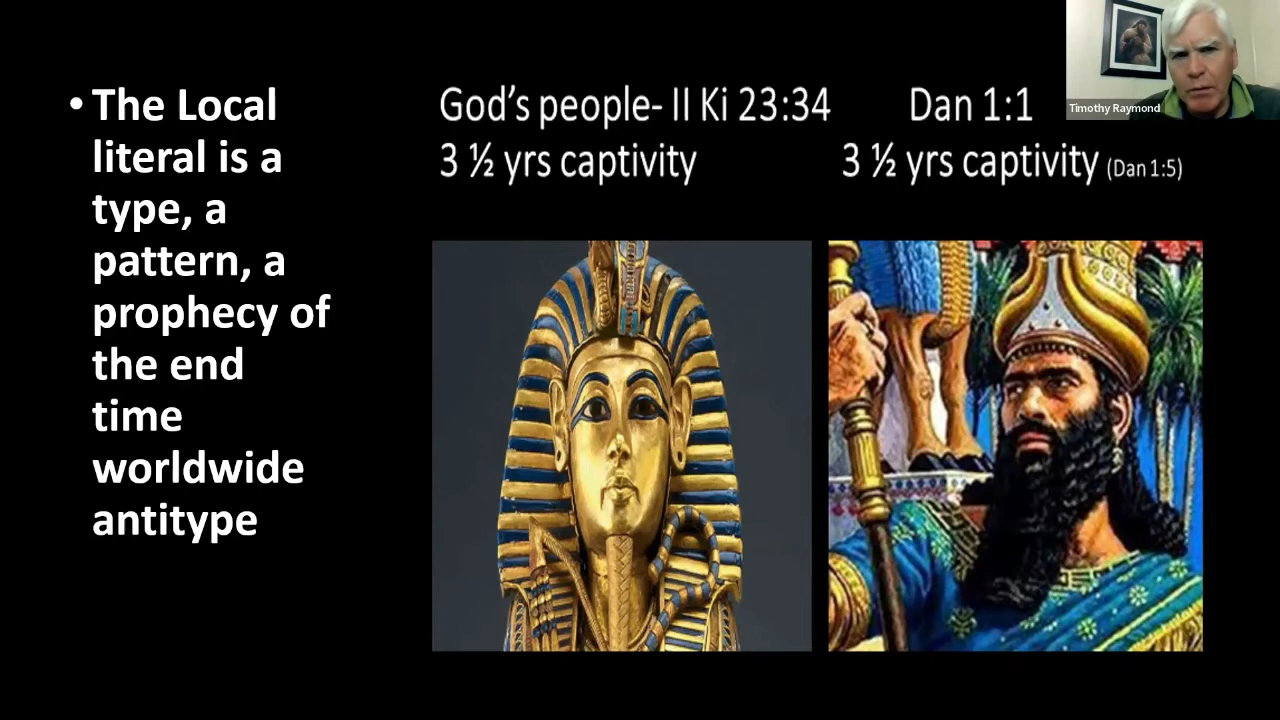 • The Local
literal is a
type, a
pattern, a
prophecy of
the end
time
worldwide
antitype
God’s people- II Ki 23:34
3 ½ yrs captivity
Dan 1:1
3 ½ yrs captivity (Dan 1:5)
Timothy Raymond